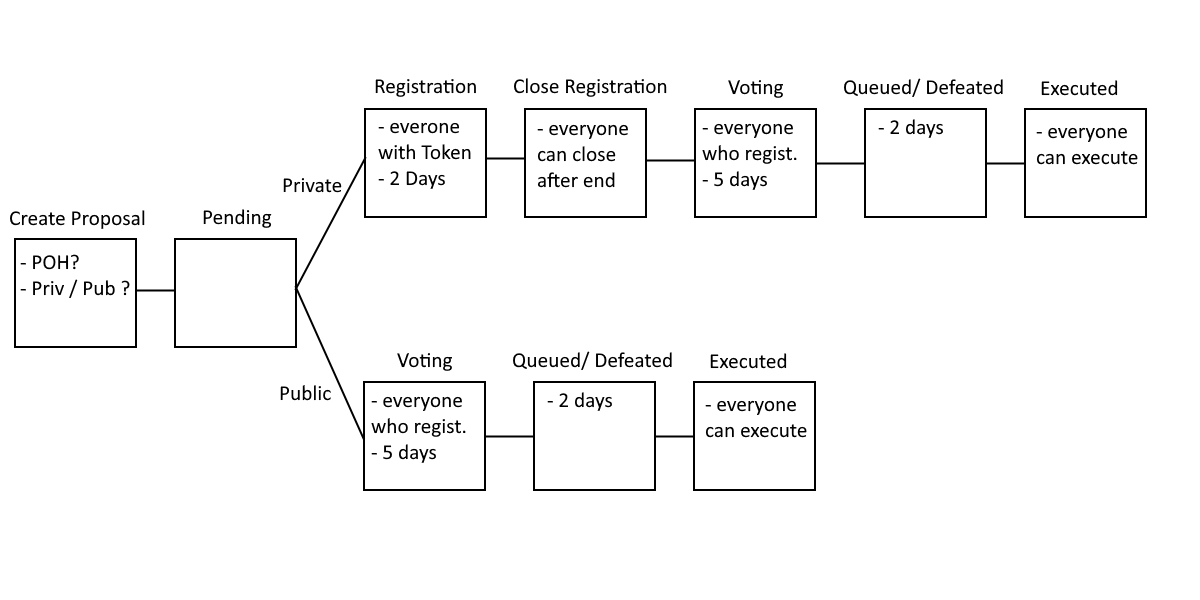 Registration
- everone
with Token
- 2 Days
Close Registration
- everyone
can close
after end
Voting
- everyone
who regist.
- 5 days
Queued/ Defeated
- 2 days
Executed
- everyone
can execute
Private
Create Proposal
- POH?
- Priv / Pub ?
Pending
Public
Voting
- everyone
who regist.
- 5 days
Queued/ Defeated
- 2 days
Executed
- everyone
can execute